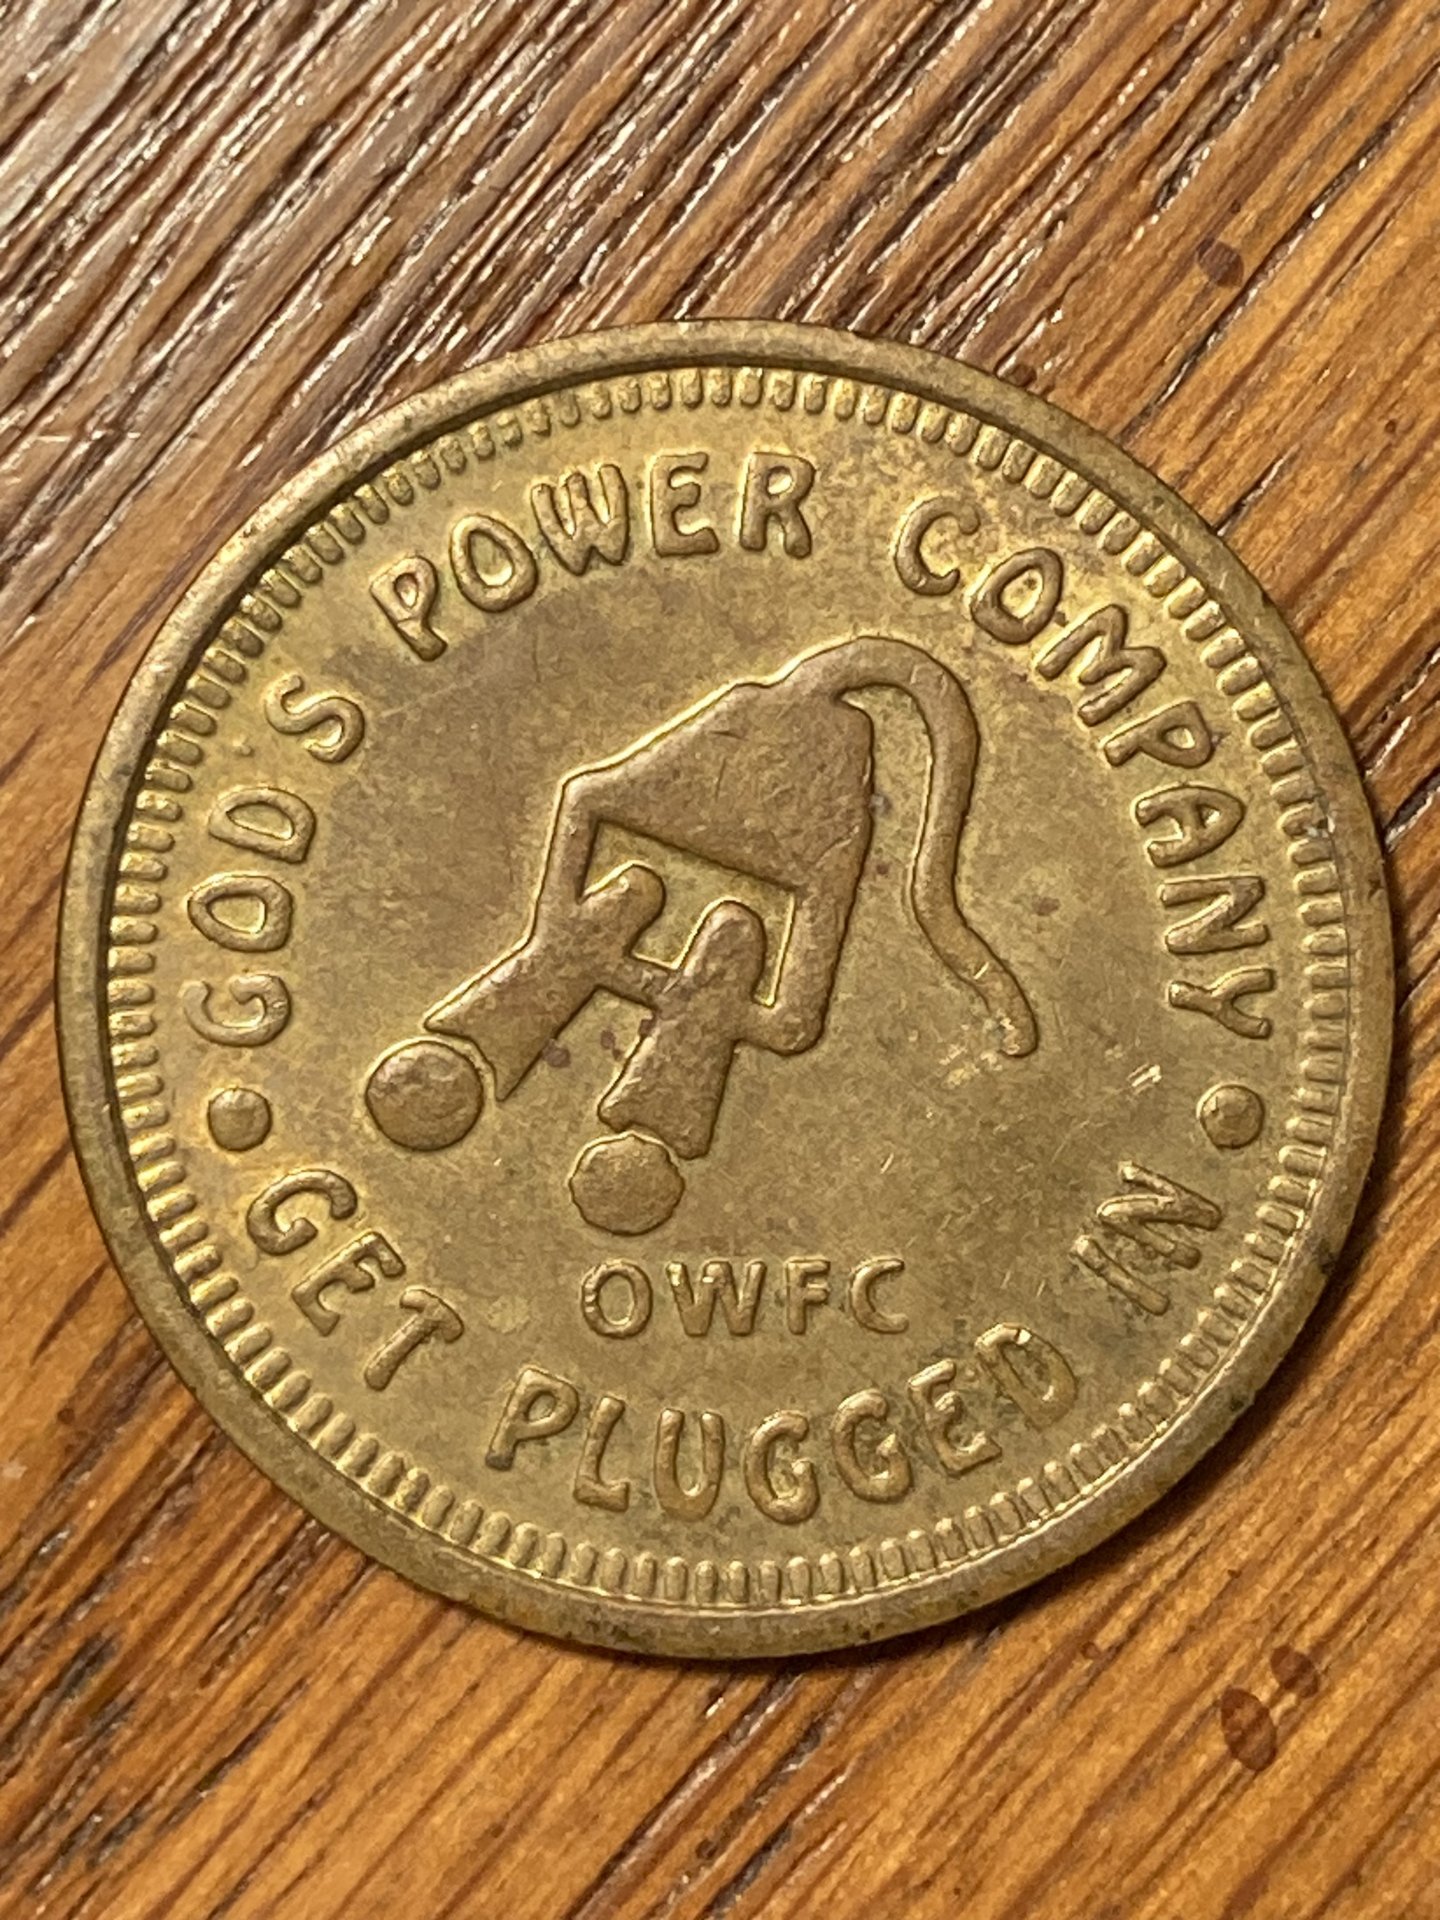 GOD'S POWER COMPANY
OWFC
• GET PLUGGED IN •